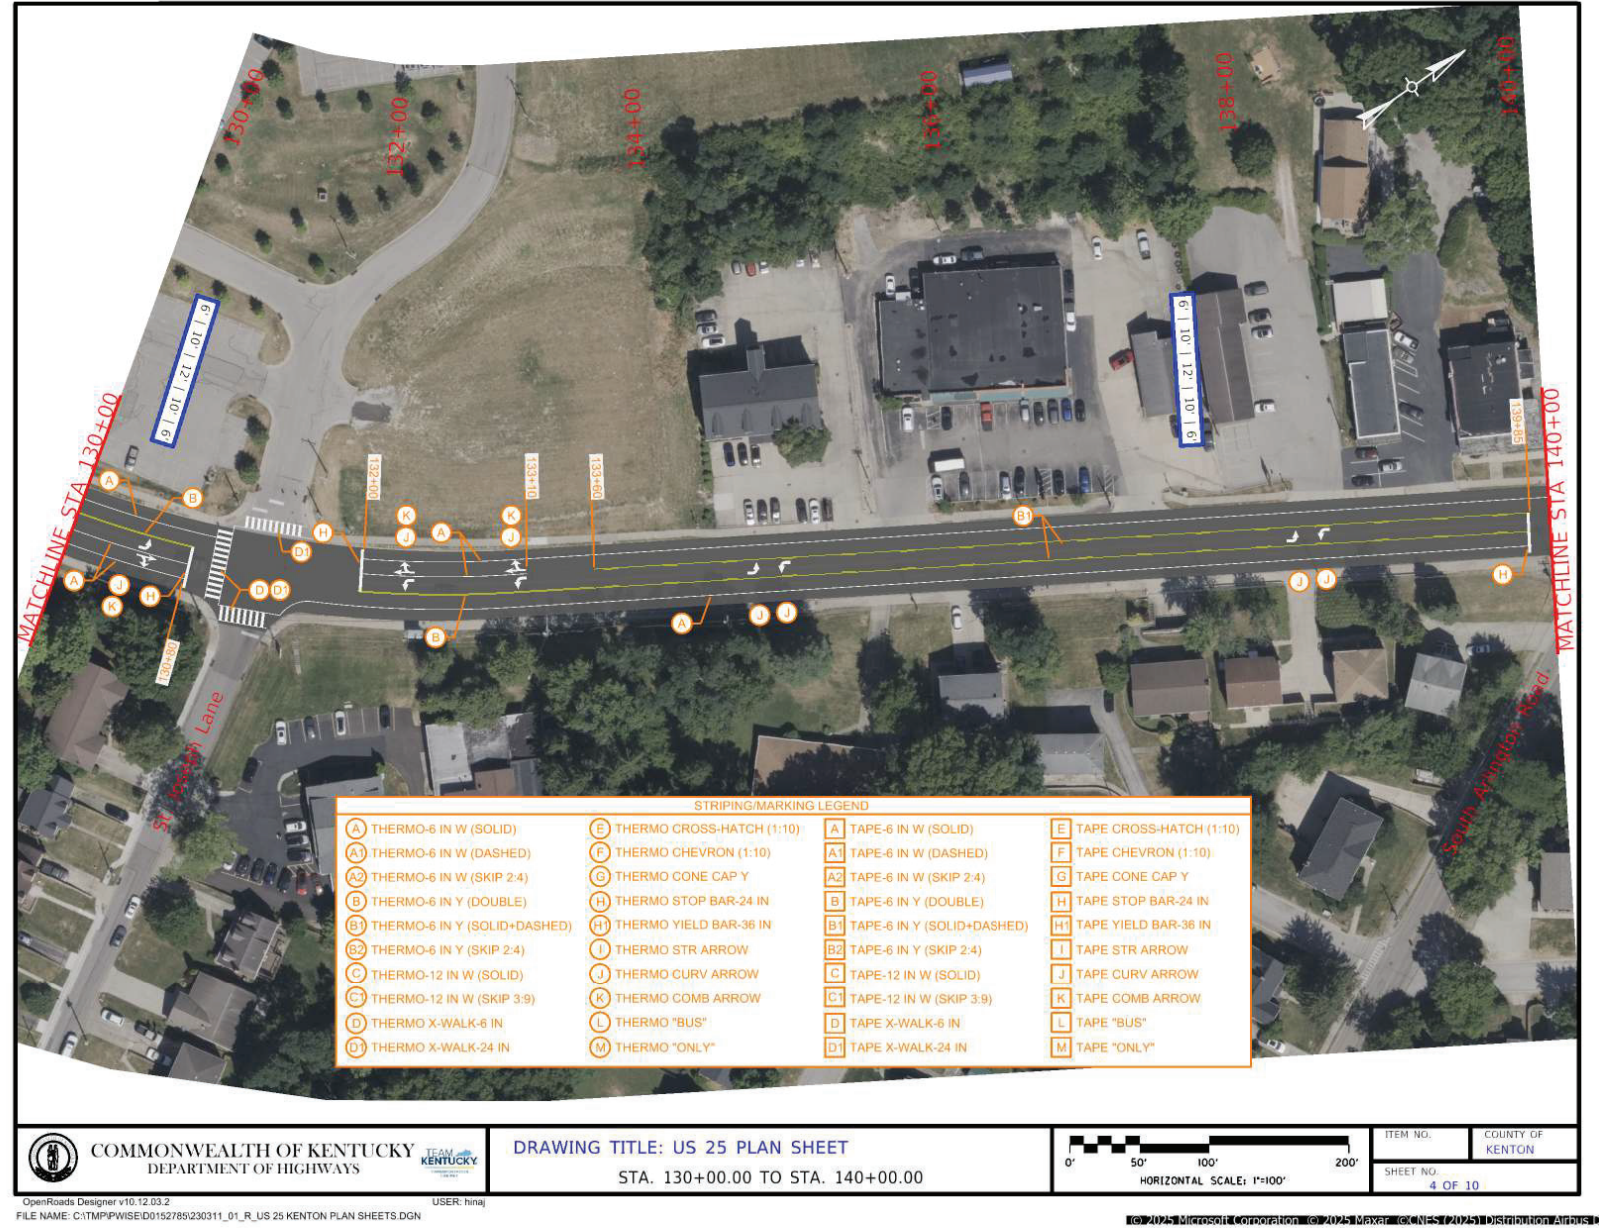 130+00
132+00
134+00
136+00
138+00
140+00
6' | 10' | 12' | 10' | 6'
6' | 10' | 12' | 10' | 6'
MATCHLINE STA 130+00
MATCHLINE STA 140+00
139+85
132+00
133+10
133+60
130+80
A
B
H
K
J
A
K
J
B1
D1
D
D1
A
J
K
H
B
A
J
J
J
J
H
St. Joseph Lane
South Arlington Road
STRIPING/MARKING LEGEND
A THERMO-6 IN W (SOLID)
A1 THERMO-6 IN W (DASHED)
A2 THERMO-6 IN W (SKIP 2:4)
B THERMO-6 IN Y (DOUBLE)
B1 THERMO-6 IN Y (SOLID+DASHED)
B2 THERMO-6 IN Y (SKIP 2:4)
C THERMO-12 IN W (SOLID)
C1 THERMO-12 IN W (SKIP 3:9)
D THERMO X-WALK-6 IN
D1 THERMO X-WALK-24 IN
E THERMO CROSS-HATCH (1:10)
F THERMO CHEVRON (1:10)
G THERMO CONE CAP Y
H THERMO STOP BAR-24 IN
H1 THERMO YIELD BAR-36 IN
I THERMO STR ARROW
J THERMO CURV ARROW
K THERMO COMB ARROW
L THERMO "BUS"
M THERMO "ONLY"
A TAPE-6 IN W (SOLID)
A1 TAPE-6 IN W (DASHED)
A2 TAPE-6 IN W (SKIP 2:4)
B TAPE-6 IN Y (DOUBLE)
B1 TAPE-6 IN Y (SOLID+DASHED)
B2 TAPE-6 IN Y (SKIP 2:4)
C TAPE-12 IN W (SOLID)
C1 TAPE-12 IN W (SKIP 3:9)
D TAPE X-WALK-6 IN
D1 TAPE X-WALK-24 IN
E TAPE CROSS-HATCH (1:10)
F TAPE CHEVRON (1:10)
G TAPE CONE CAP Y
H TAPE STOP BAR-24 IN
H1 TAPE YIELD BAR-36 IN
I TAPE STR ARROW
J TAPE CURV ARROW
K TAPE COMB ARROW
L TAPE "BUS"
M TAPE "ONLY"
COMMONWEALTH OF KENTUCKY
DEPARTMENT OF HIGHWAYS
TEAM
KENTUCKY
DRAWING TITLE: US 25 PLAN SHEET
STA. 130+00.00 TO STA. 140+00.00
0' 50' 100' 200'
HORIZONTAL SCALE: 1"=100'
ITEM NO.
COUNTY OF
KENTON
SHEET NO.
4 OF 10
OpenRoads Designer v10.12.03.2
USER: hinaj
FILE NAME: C:\TMP\PWISE\D0152785\230311_01_R_US 25 KENTON PLAN SHEETS.DGN
© 2025 Microsoft Corporation © 2025 Maxar ©CNES (2025) Distribution Airbus D